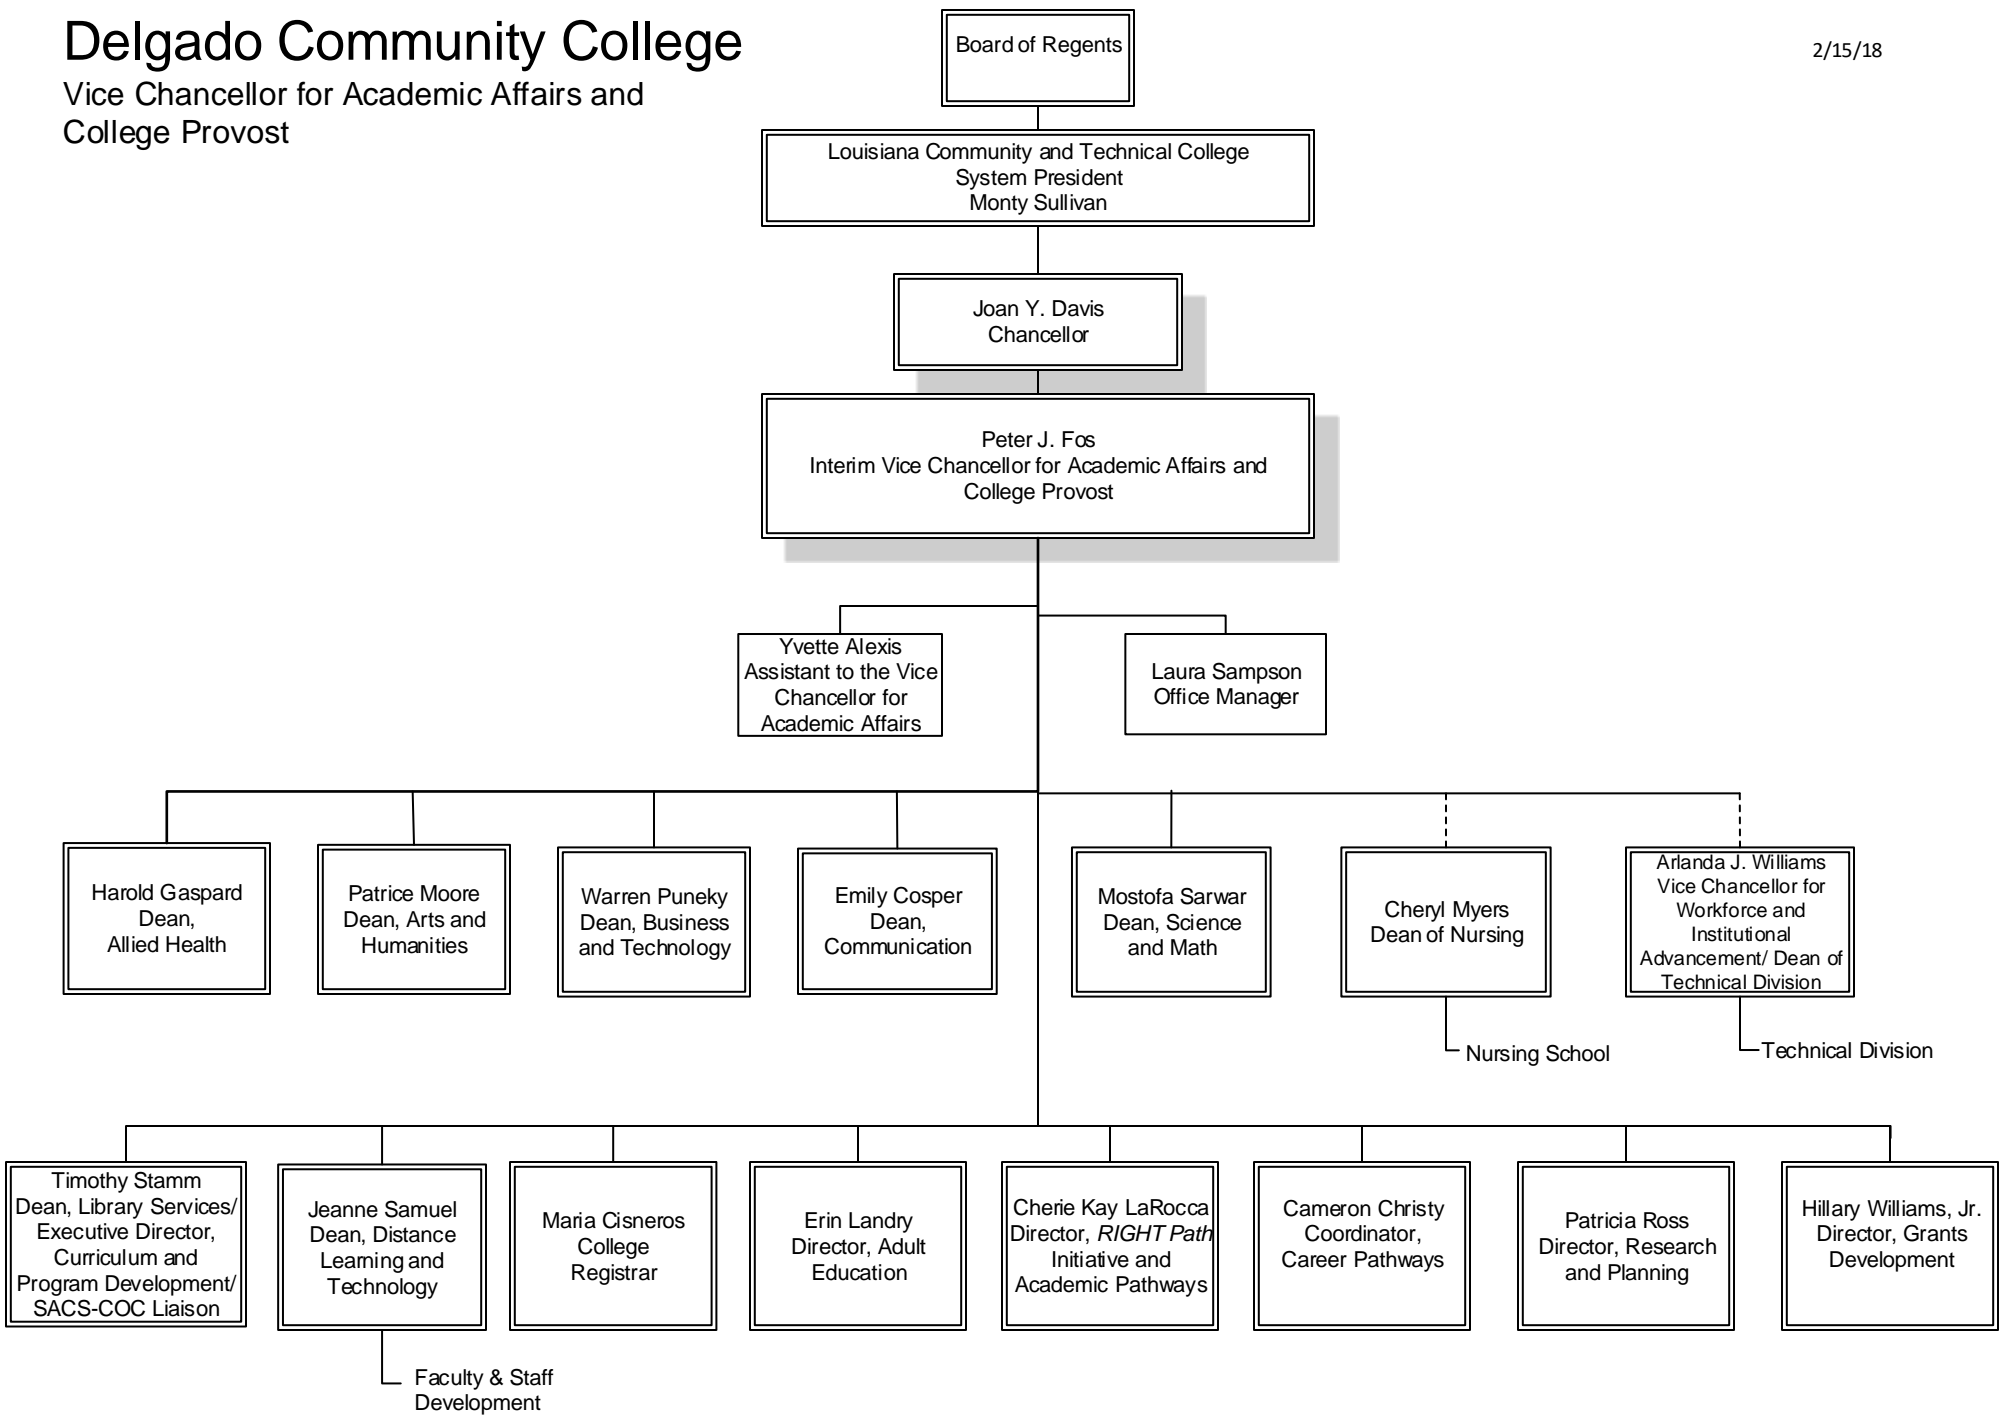 Delgado Community College
Vice Chancellor for Academic Affairs and
College Provost
2/15/18
Board of Regents
Louisiana Community and Technical College
System President
Monty Sullivan
Joan Y. Davis
Chancellor
Peter J. Fos
Interim Vice Chancellor for Academic Affairs and
College Provost
Yvette Alexis
Assistant to the Vice
Chancellor for
Academic Affairs
Laura Sampson
Office Manager
Harold Gaspard
Dean,
Allied Health
Patrice Moore
Dean, Arts and
Humanities
Warren Puneky
Dean, Business
and Technology
Emily Cosper
Dean,
Communication
Mostofa Sarwar
Dean, Science
and Math
Cheryl Myers
Dean of Nursing
Arlanda J. Williams
Vice Chancellor for
Workforce and
Institutional
Advancement/ Dean of
Technical Division
Nursing School
Technical Division
Timothy Stamm
Dean, Library Services/
Executive Director,
Curriculum and
Program Development/
SACS-COC Liaison
Jeanne Samuel
Dean, Distance
Learning and
Technology
Maria Cisneros
College
Registrar
Erin Landry
Director, Adult
Education
Cherie Kay LaRocca
Director, RIGHT Path
Initiative and
Academic Pathways
Cameron Christy
Coordinator,
Career Pathways
Patricia Ross
Director, Research
and Planning
Hillary Williams, Jr.
Director, Grants
Development
Faculty & Staff
Development